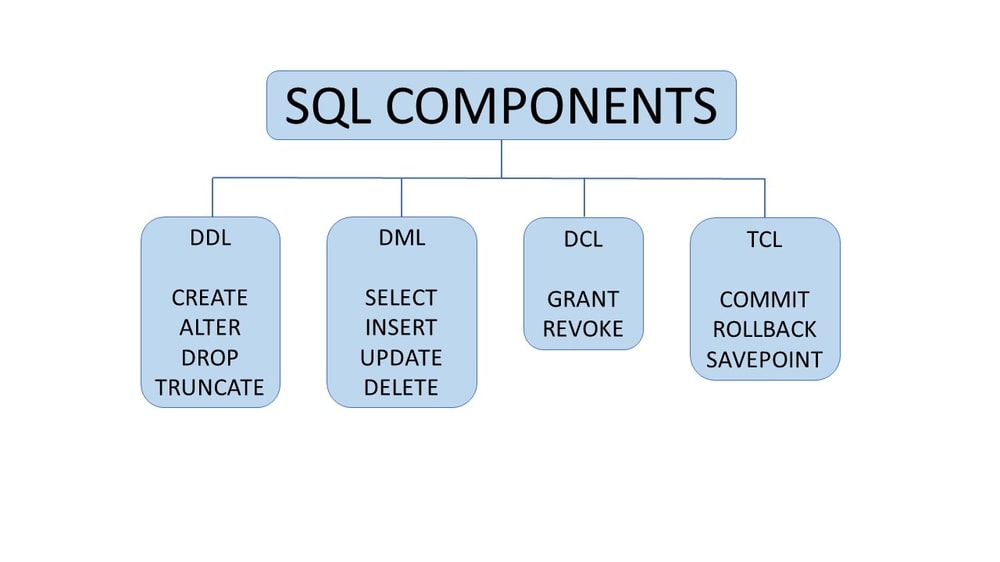 SQL COMPONENTS
DDL
CREATE
ALTER
DROP
TRUNCATE
DML
SELECT
INSERT
UPDATE
DELETE
DCL
GRANT
REVOKE
TCL
COMMIT
ROLLBACK
SAVEPOINT